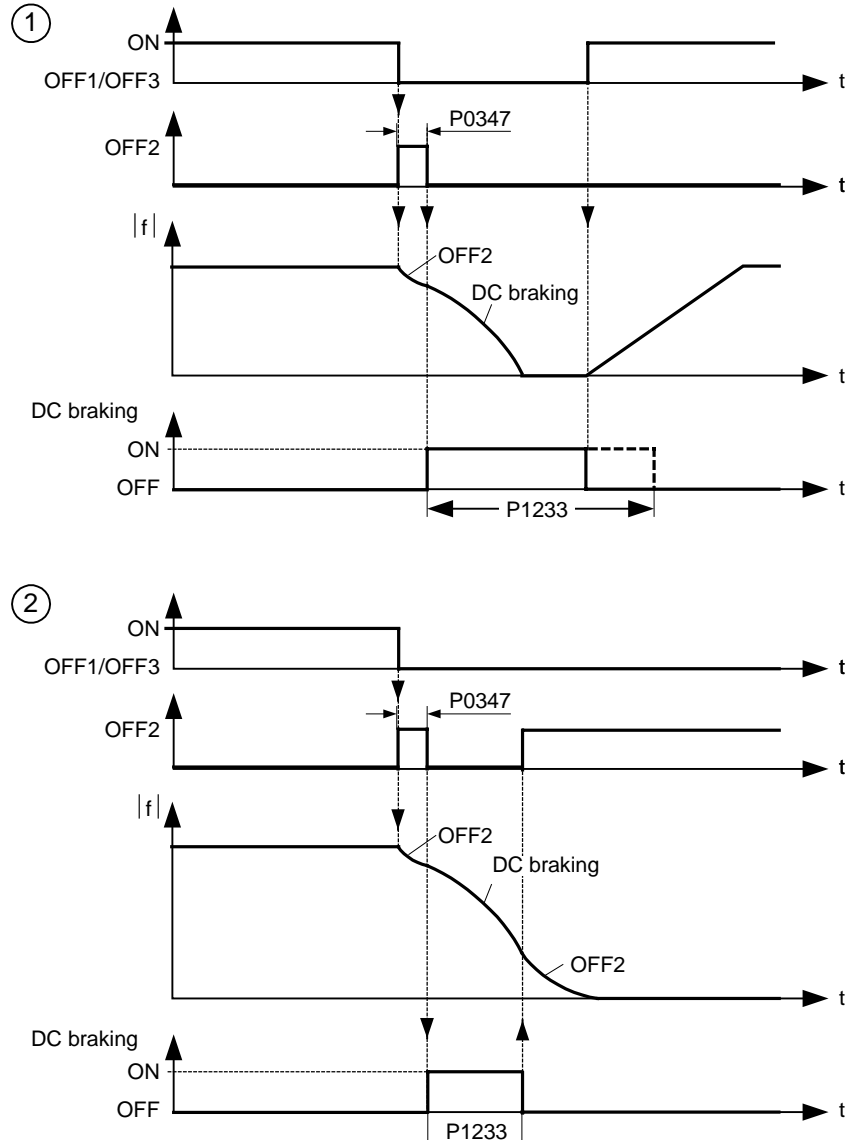 1
ON
OFF1/OFF3
t
P0347
OFF2
t
|f|
OFF2
DC braking
t
DC braking
ON
OFF
t
P1233
2
ON
OFF1/OFF3
t
P0347
OFF2
t
|f|
OFF2
DC braking
OFF2
t
DC braking
ON
OFF
t
P1233